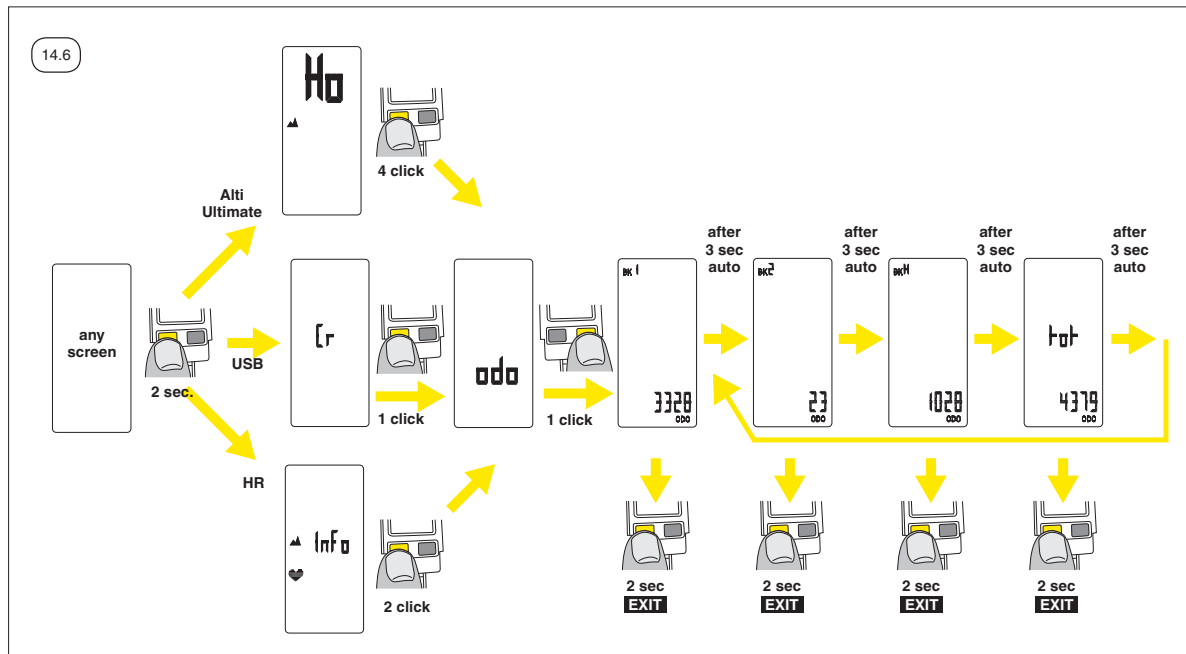 14.6
Ho
4 click
Alti
Ultimate
any
screen
2 sec.
USB
Cr
1 click
odo
1 click
after
3 sec
auto
BK 1
3328
ODO
after
3 sec
auto
BK2
23
ODO
after
3 sec
auto
BKH
1028
ODO
after
3 sec
auto
tot
4379
ODO
HR
Info
2 click
2 sec
EXIT
2 sec
EXIT
2 sec
EXIT
2 sec
EXIT